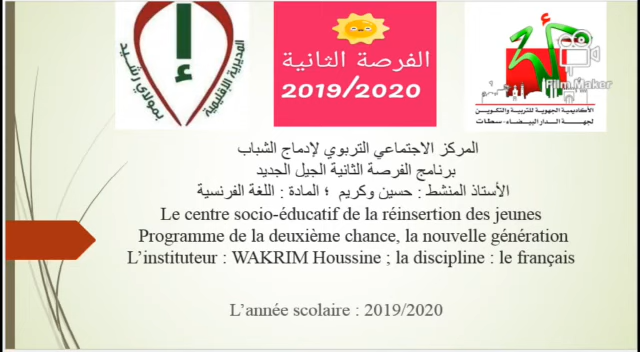 المديرية الإقليمية
بمولاي رشيد
الفرصة الثانية
2019/2020
FilmMaker
الأكاديمية الجهوية للتربية والتكوين
لجهة الدار البيضاء - سطات
المركز الاجتماعي التربوي لإدماج الشباب
برنامج الفرصة الثانية الجيل الجديد
الأستاذ المنشط : حسين وكريم ؛ المادة : اللغة الفرنسية
Le centre socio-éducatif de la réinsertion des jeunes
Programme de la deuxième chance, la nouvelle génération
L’instituteur : WAKRIM Houssine ; la discipline : le français
L’année scolaire : 2019/2020